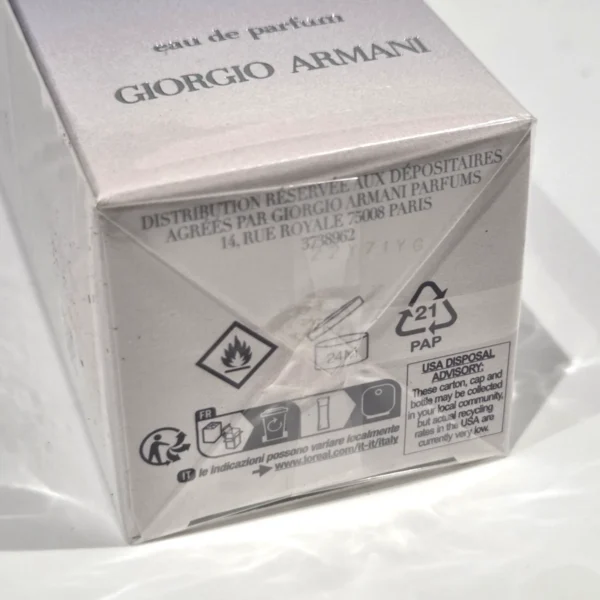 eau de parfum
GIORGIO ARMANI
DISTRIBUTION RÉSERVÉE AUX DÉPOSITAIRES
AGRÉES PAR GIORGIO ARMANI PARFUMS
14, RUE ROYALE 75008 PARIS
3738962
24M
21
PAP
USA DISPOSAL
ADVISORY:
These carton, cap and
bottle may be collected
in your local community,
but actual recycling
rates in the USA are
currently very low.
FR
IT le indicazioni possono variare localmente
www.loreal.com/it-it/italy